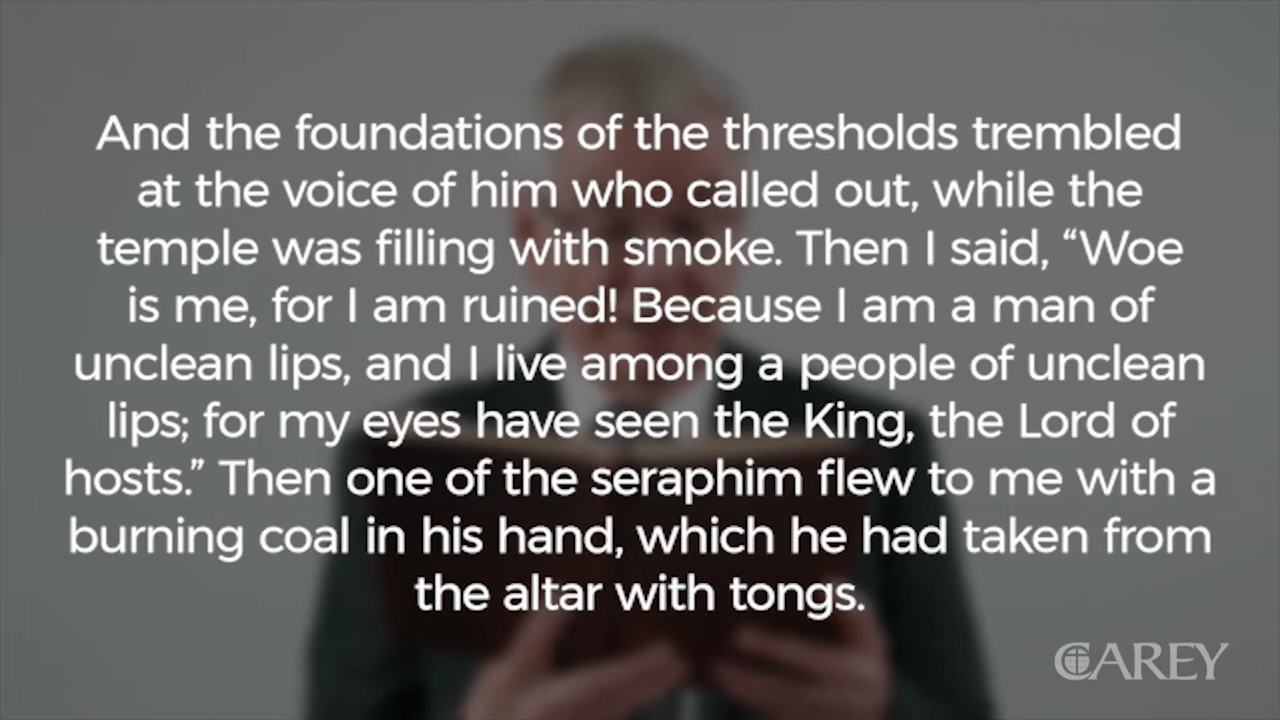 And the foundations of the thresholds trembled
at the voice of him who called out, while the
temple was filling with smoke. Then I said, “Woe
is me, for I am ruined! Because I am a man of
unclean lips, and I live among a people of unclean
lips; for my eyes have seen the King, the Lord of
hosts.” Then one of the seraphim flew to me with a
burning coal in his hand, which he had taken from
the altar with tongs.
CAREY